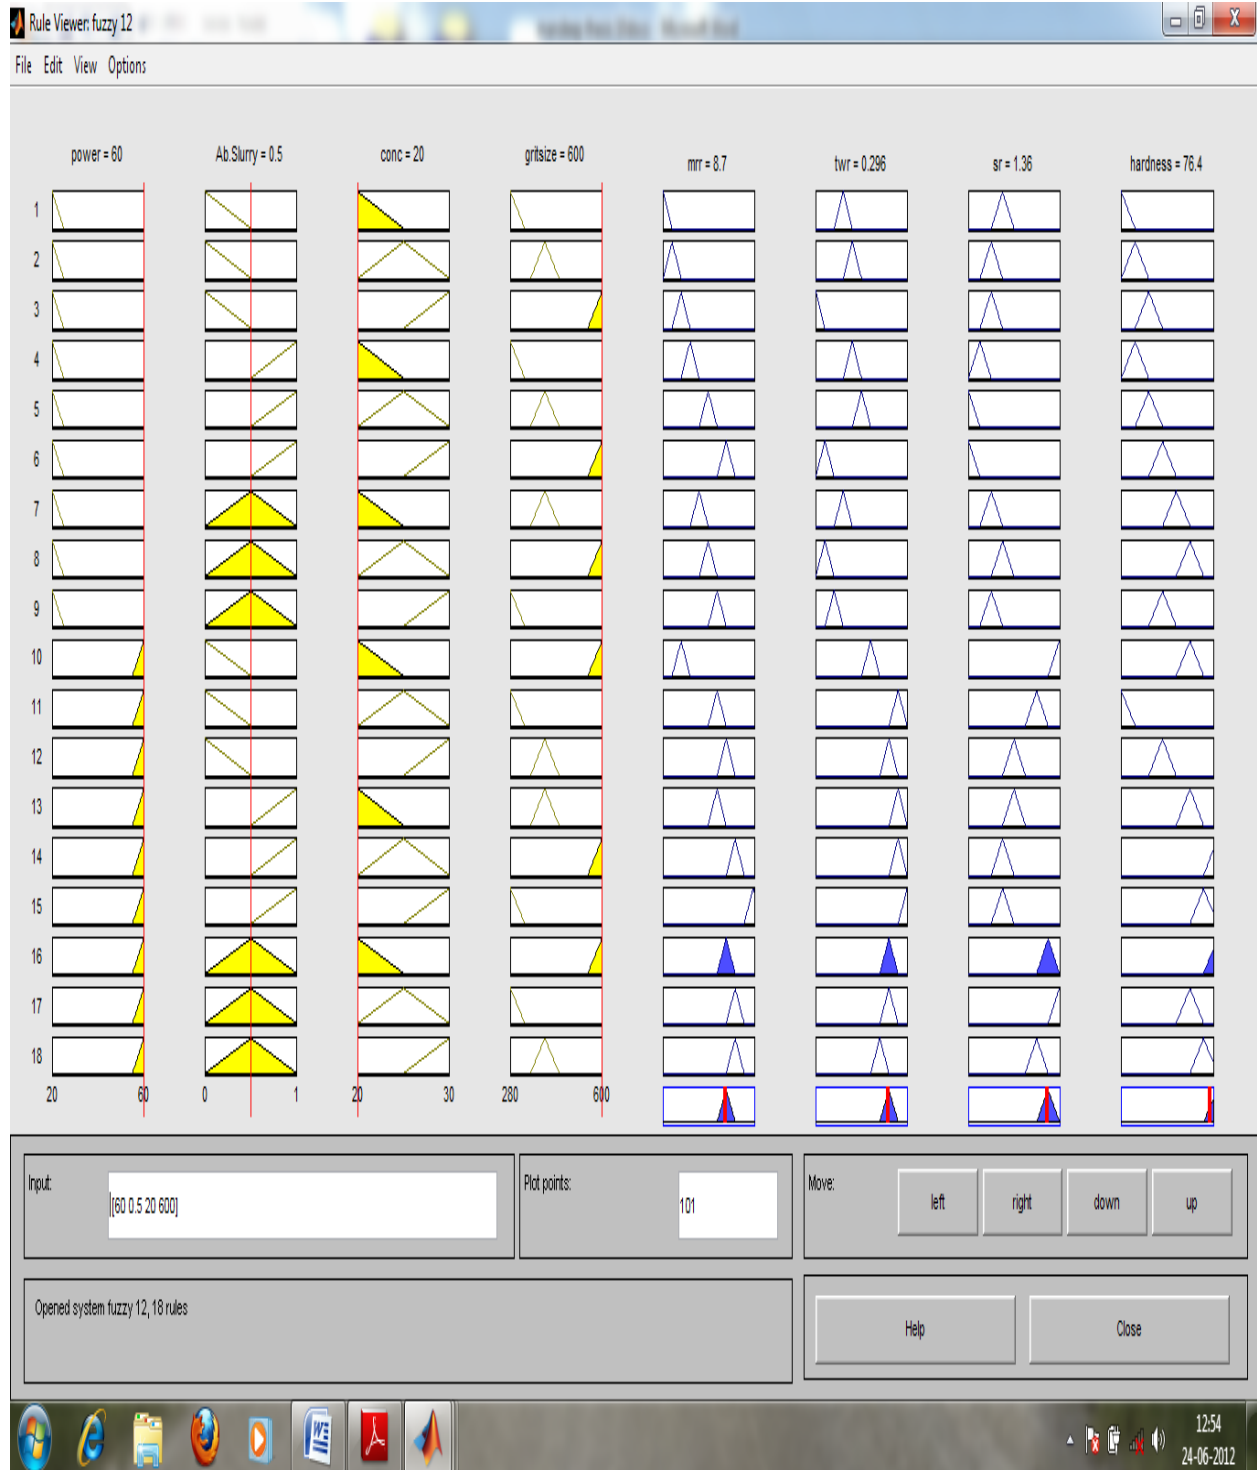 Rule Viewer: fuzzy 12
File Edit View Options
power = 60 Ab.Slurry = 0.5 conc = 20 gritsize = 600 mrr = 8.7 twr = 0.296 sr = 1.36 hardness = 76.4
1
2
3
4
5
6
7
8
9
10
11
12
13
14
15
16
17
18
20 60 0 1 20 30 280 600
Input: [60 0.5 20 600] Plot points: 101 Move: left right down up
Opened system fuzzy 12, 18 rules
Help Close
12:54
24-06-2012